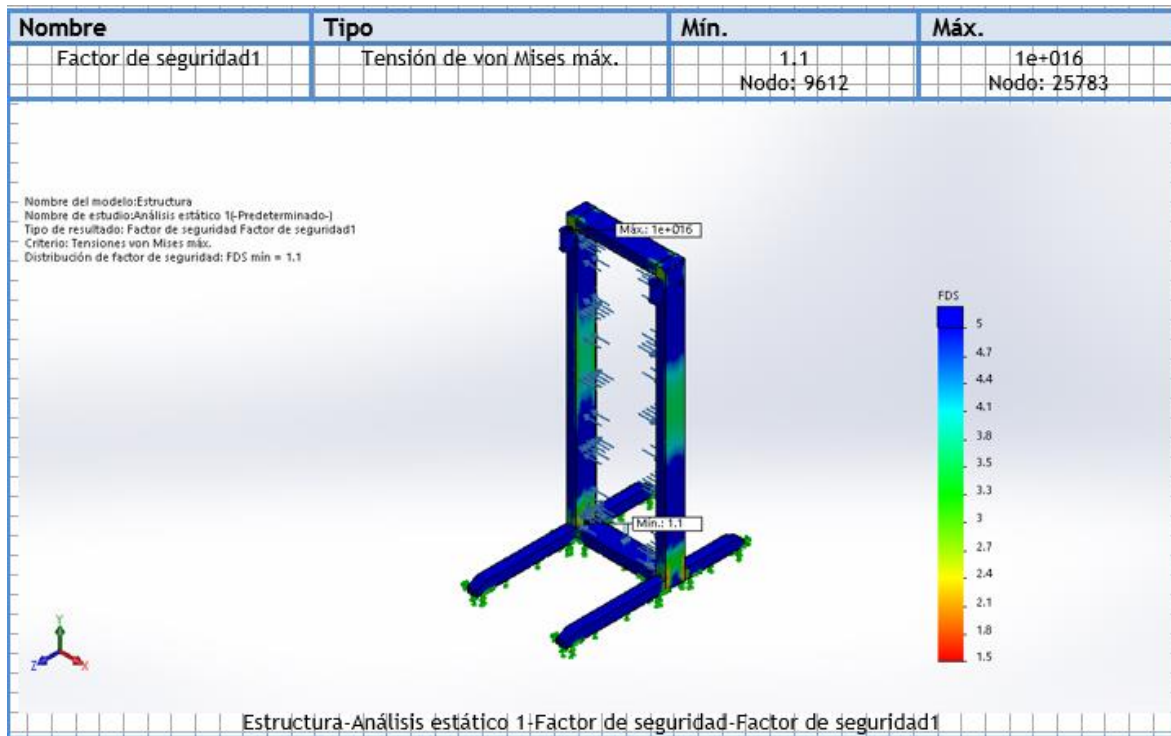 Nombre Tipo Mín. Máx.
Factor de seguridad1 Tensión de von Mises máx. 1.1 1e+016
Nodo: 9612 Nodo: 25783
Nombre del modelo:Estructura
Nombre de estudio:Análisis estático 1(-Predeterminado-)
Tipo de resultado: Factor de seguridad Factor de seguridad1
Criterio: Tensiones von Mises máx.
Distribución de factor de seguridad: FDS mín = 1.1
Máx.: 1e+016
FDS
5
4.7
4.4
4.1
3.8
3.5
3.3
3
2.7
2.4
2.1
1.8
1.5
Mín.: 1.1
Y
Z X
Estructura-Análisis estático 1-Factor de seguridad-Factor de seguridad1